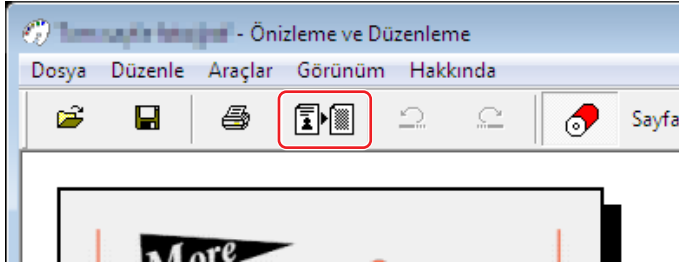 - Önizleme ve Düzenleme
Dosya Düzenle Araçlar Görünüm Hakkında
Sayfa
More